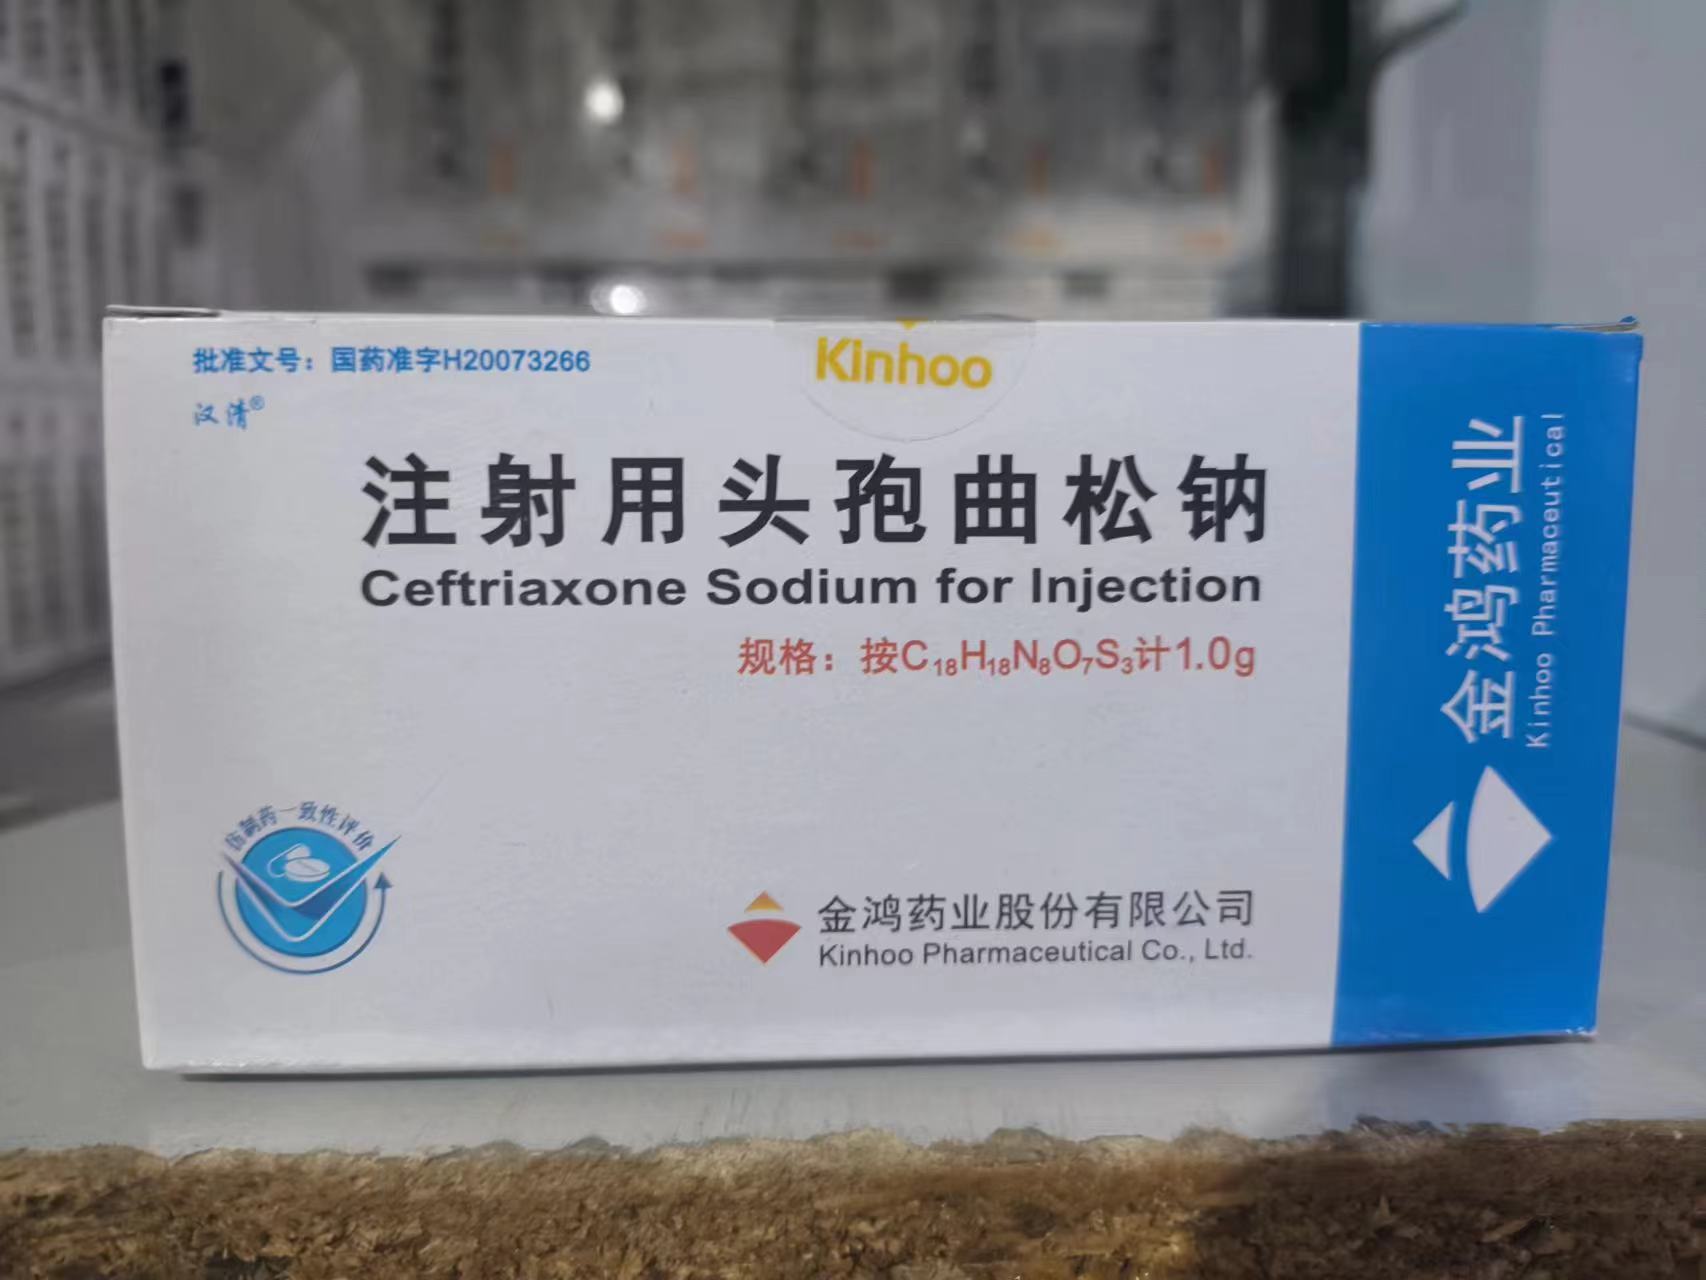 批准文号：国药准字H20073266
汉清®
Kinhoo
注射用头孢曲松钠
Ceftriaxone Sodium for Injection
规格：按C₁₈H₁₈N₈O₇S₃计1.0g
仿制药一致性评价
金鸿药业股份有限公司
Kinhoo Pharmaceutical Co., Ltd.
金鸿药业
Kinhoo Pharmaceutical